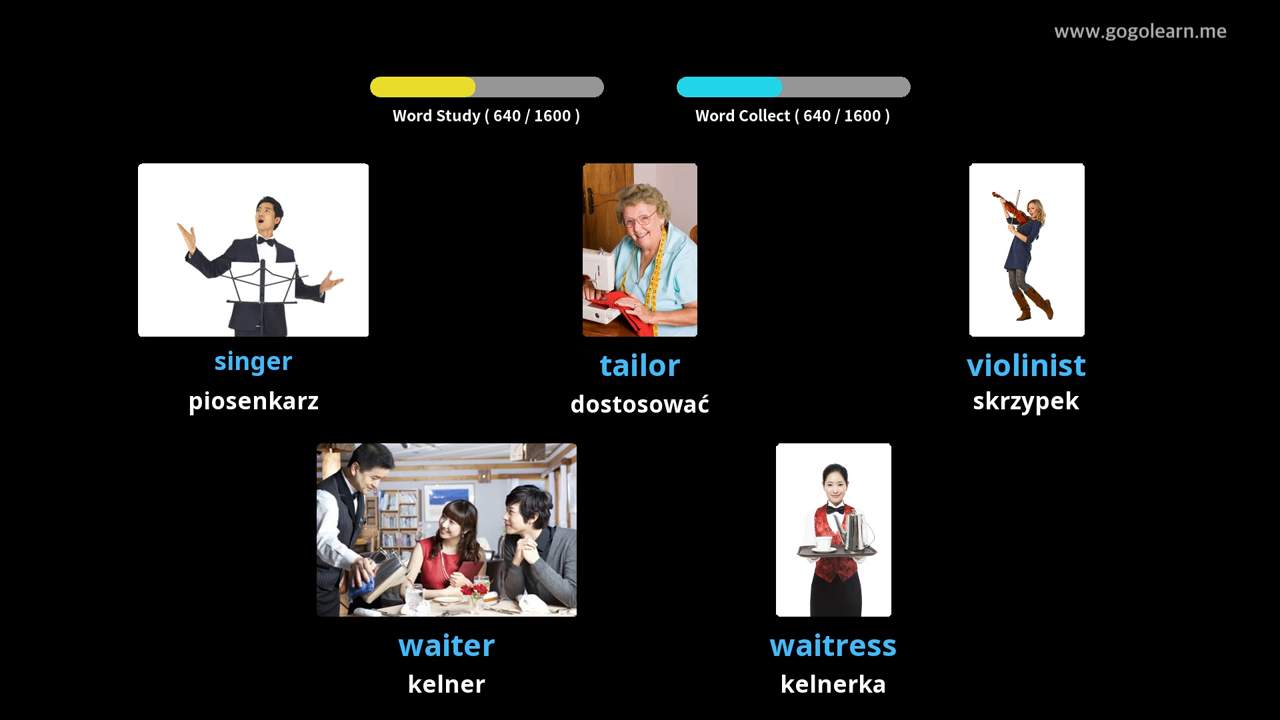 www.gogolearn.me
Word Study ( 640 / 1600 )
Word Collect ( 640 / 1600 )
singer
piosenkarz
tailor
dostosować
violinist
skrzypek
waiter
kelner
waitress
kelnerka